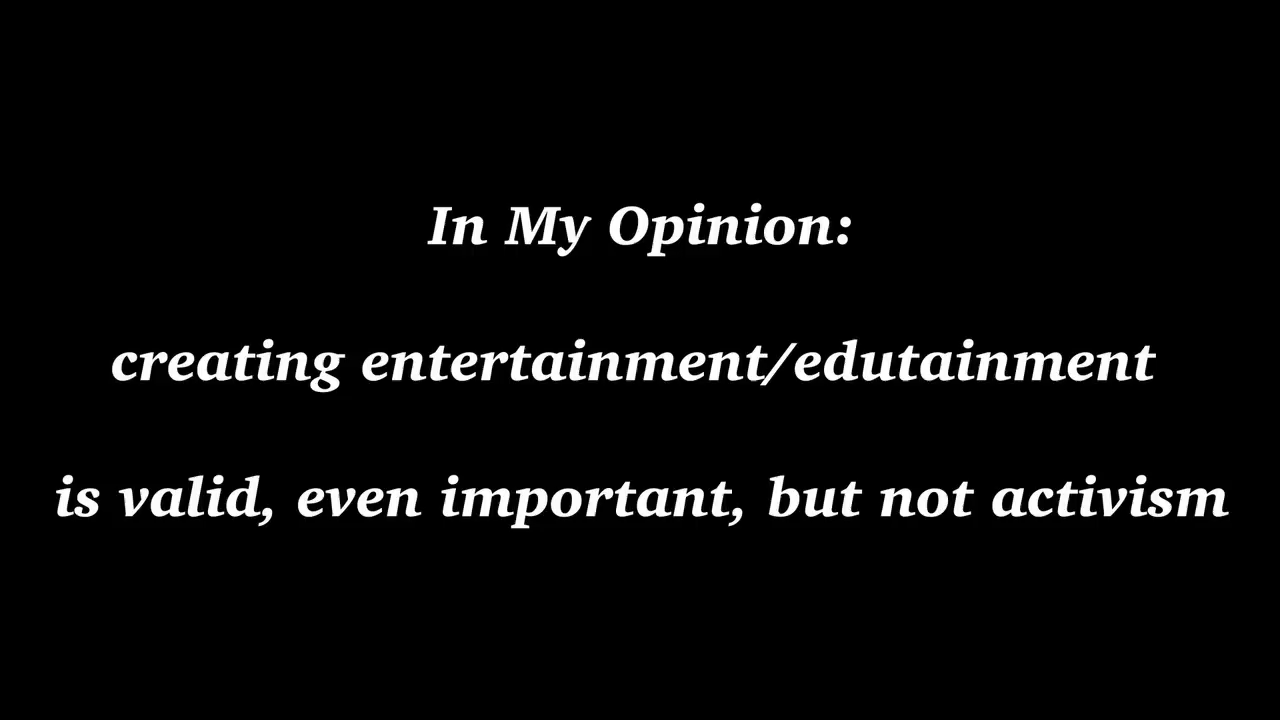 In My Opinion:
creating entertainment/edutainment
is valid, even important, but not activism